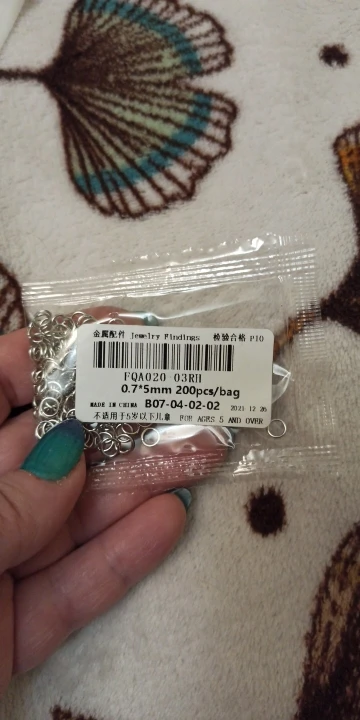 金属配件 Jewelry Findings 检验合格 P10
FQA020 03RH
0.7*5mm 200pcs/bag
MADE IN CHINA B07-04-02-02 2021 12 26
不适用于5岁以下儿童 FOR AGES 5 AND OVER